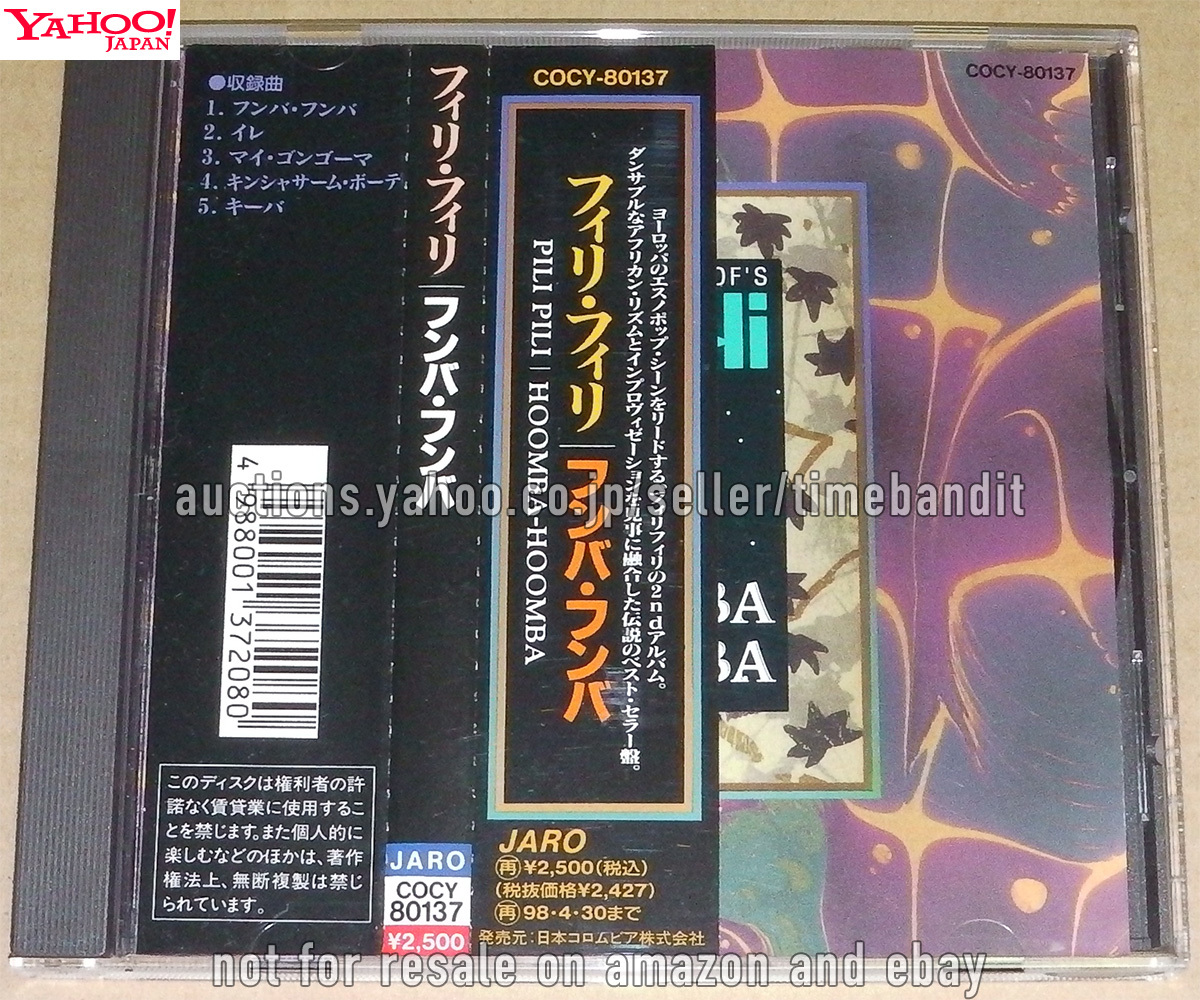 YAHOO!
JAPAN
●収録曲
1. フンバ・フンバ
2. イレ
3. マイ・ゴンゴーマ
4. キンシャサーム・ボーテ
5. キーバ
4 988001 372080
このディスクは権利者の許
諾なく賃貸業に使用するこ
とを禁じます。また個人的に
楽しむなどのほかは、著作
権法上、無断複製は禁じ
られています。
フィリ・フィリ|フンバ・フンバ
JARO
COCY
80137
¥2,500
COCY-80137
ヨーロッパのエスノポップ・シーンをリードするフィリフィリの2ndアルバム。
ダンサブルなアフリカン・リズムとインプロヴィゼーションを見事に融合した伝説のベスト・セラー盤。
フィリ・フィリ|フンバ・フンバ
PILI PILI | HOOMBA-HOOMBA
JARO
再¥2,500(税込)
(税抜価格¥2,427)
再98・4・30まで
発売元:日本コロムビア株式会社
COCY-80137
OF'S
li
BA
BA
auctions.yahoo.co.jp/seller/timebandit
not for resale on amazon and ebay